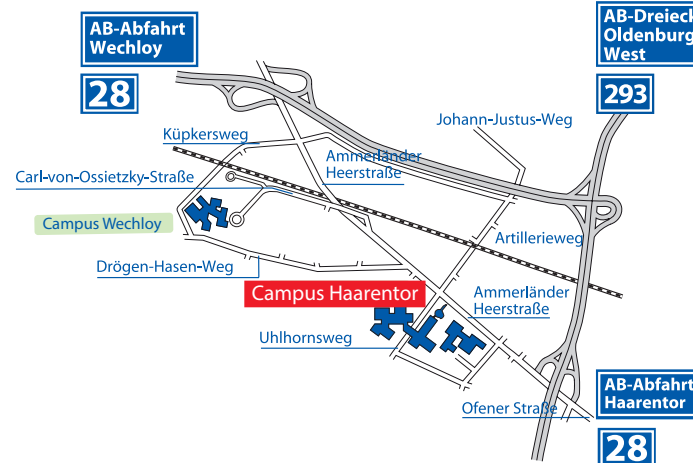 AB-Abfahrt
Wechloy
28
AB-Dreieck
Oldenburg
West
293
Johann-Justus-Weg
Küpkersweg
Ammerländer
Heerstraße
Carl-von-Ossietzky-Straße
Campus Wechloy
Artillerieweg
Drögen-Hasen-Weg
Campus Haarentor
Ammerländer
Heerstraße
Uhlhornsweg
Ofener Straße
AB-Abfahrt
Haarentor
28